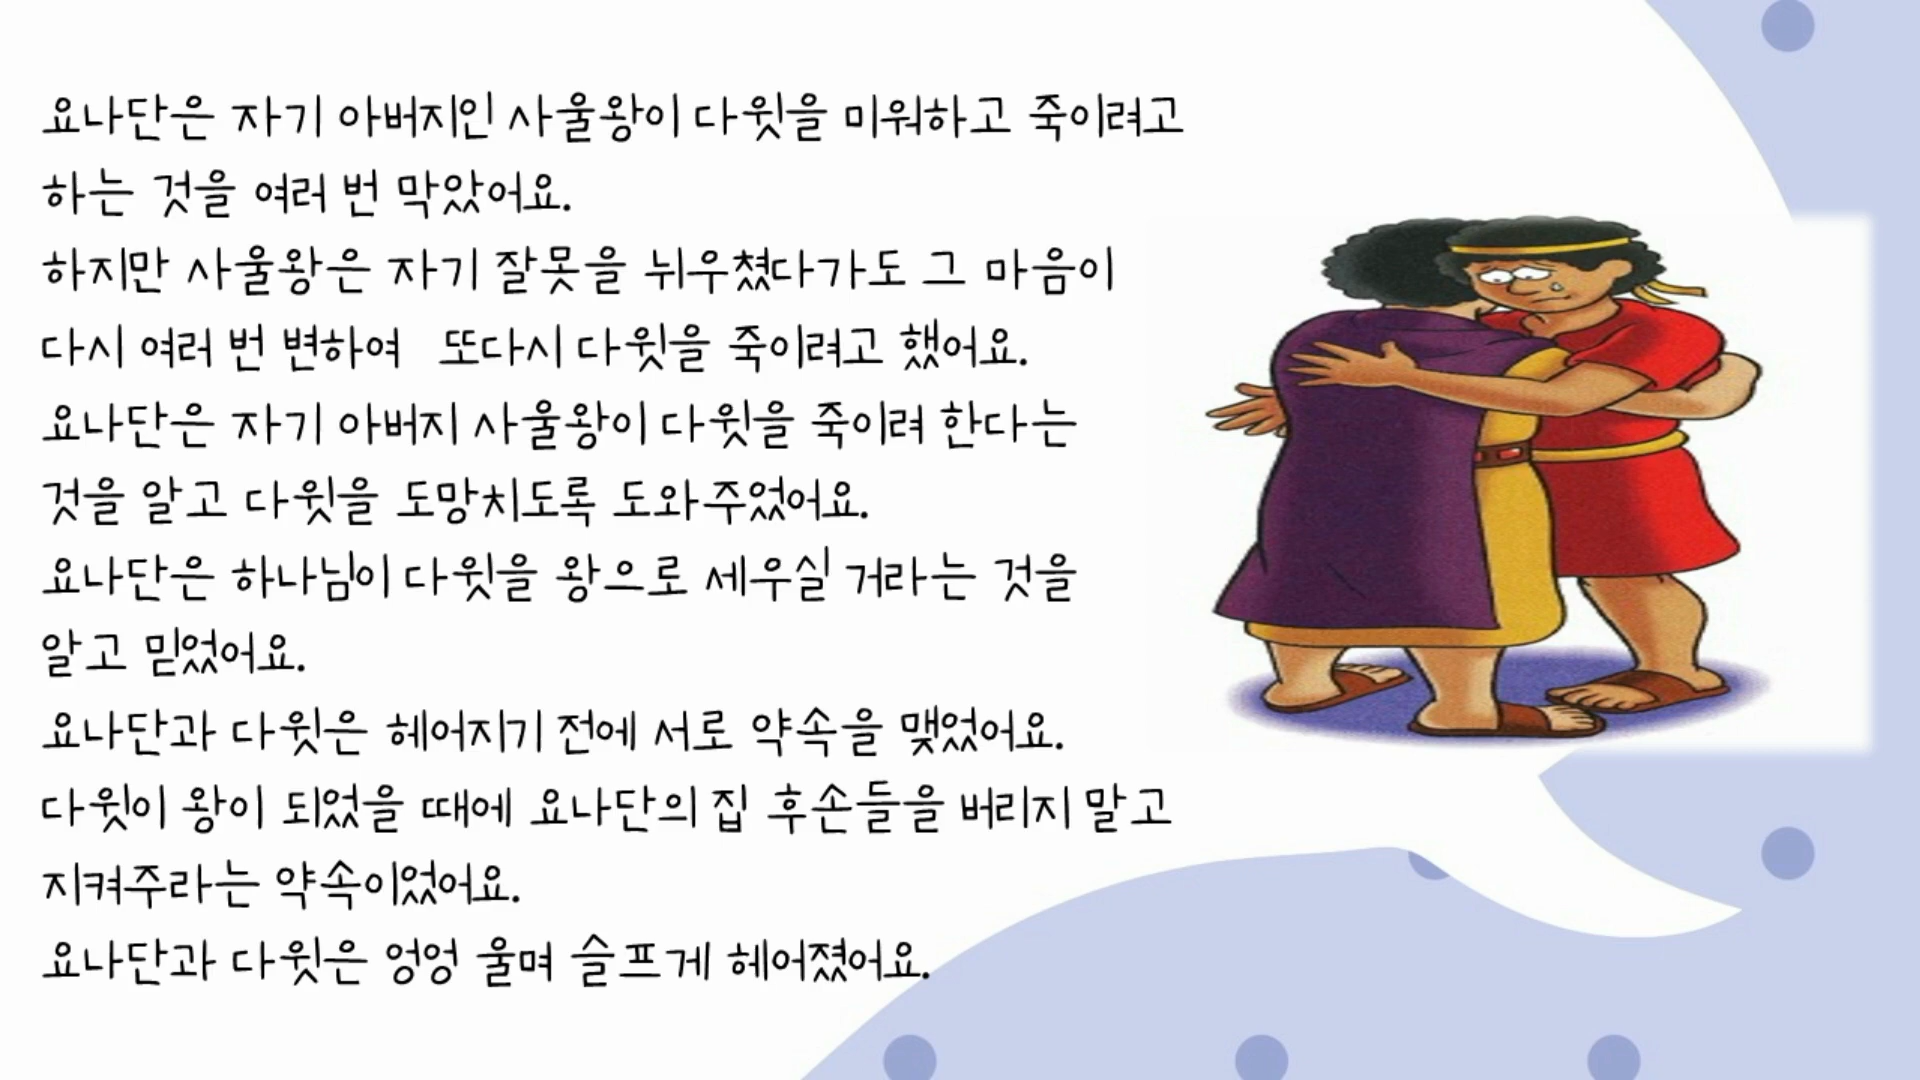 요나단은 자기 아버지인 사울왕이 다윗을 미워하고 죽이려고
하는 것을 여러 번 막았어요.
하지만 사울왕은 자기 잘못을 뉘우쳤다가도 그 마음이
다시 여러 번 변하여 또다시 다윗을 죽이려고 했어요.
요나단은 자기 아버지 사울왕이 다윗을 죽이려 한다는
것을 알고 다윗을 도망치도록 도와주었어요.
요나단은 하나님이 다윗을 왕으로 세우실 거라는 것을
알고 믿었어요.
요나단과 다윗은 헤어지기 전에 서로 약속을 맺었어요.
다윗이 왕이 되었을 때에 요나단의 집 후손들을 버리지 말고
지켜주라는 약속이었어요.
요나단과 다윗은 엉엉 울며 슬프게 헤어졌어요.